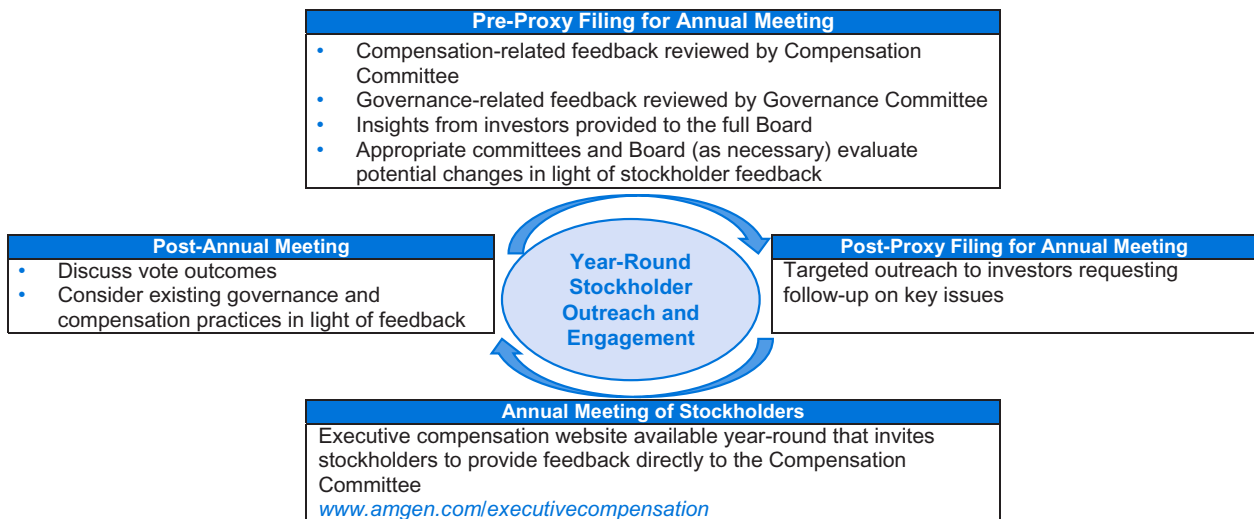 Pre-Proxy Filing for Annual Meeting
• Compensation-related feedback reviewed by Compensation
Committee
• Governance-related feedback reviewed by Governance Committee
• Insights from investors provided to the full Board
• Appropriate committees and Board (as necessary) evaluate
potential changes in light of stockholder feedback
Post-Annual Meeting
• Discuss vote outcomes
• Consider existing governance and
compensation practices in light of feedback
Year-Round
Stockholder
Outreach and
Engagement
Post-Proxy Filing for Annual Meeting
Targeted outreach to investors requesting
follow-up on key issues
Annual Meeting of Stockholders
Executive compensation website available year-round that invites
stockholders to provide feedback directly to the Compensation
Committee
www.amgen.com/executivecompensation